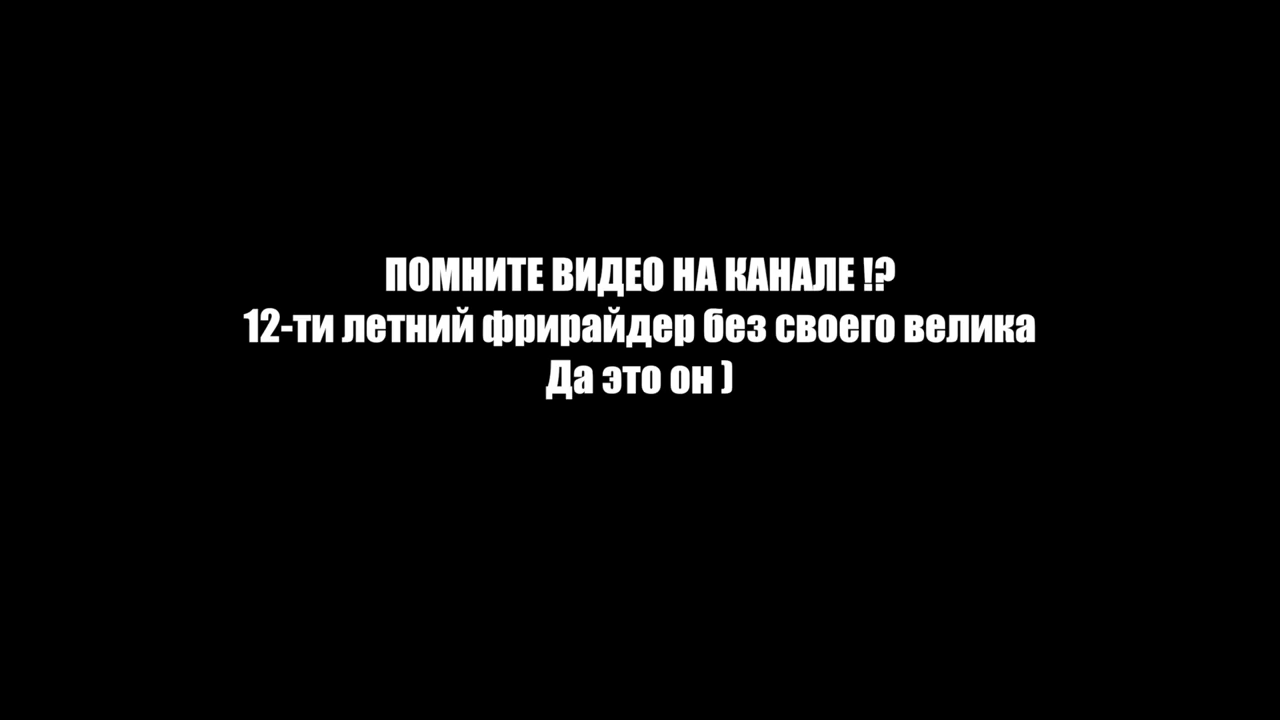 ПОМНИТЕ ВИДЕО НА КАНАЛЕ !?
12-ти летний фрирайдер без своего велика
Да это он )